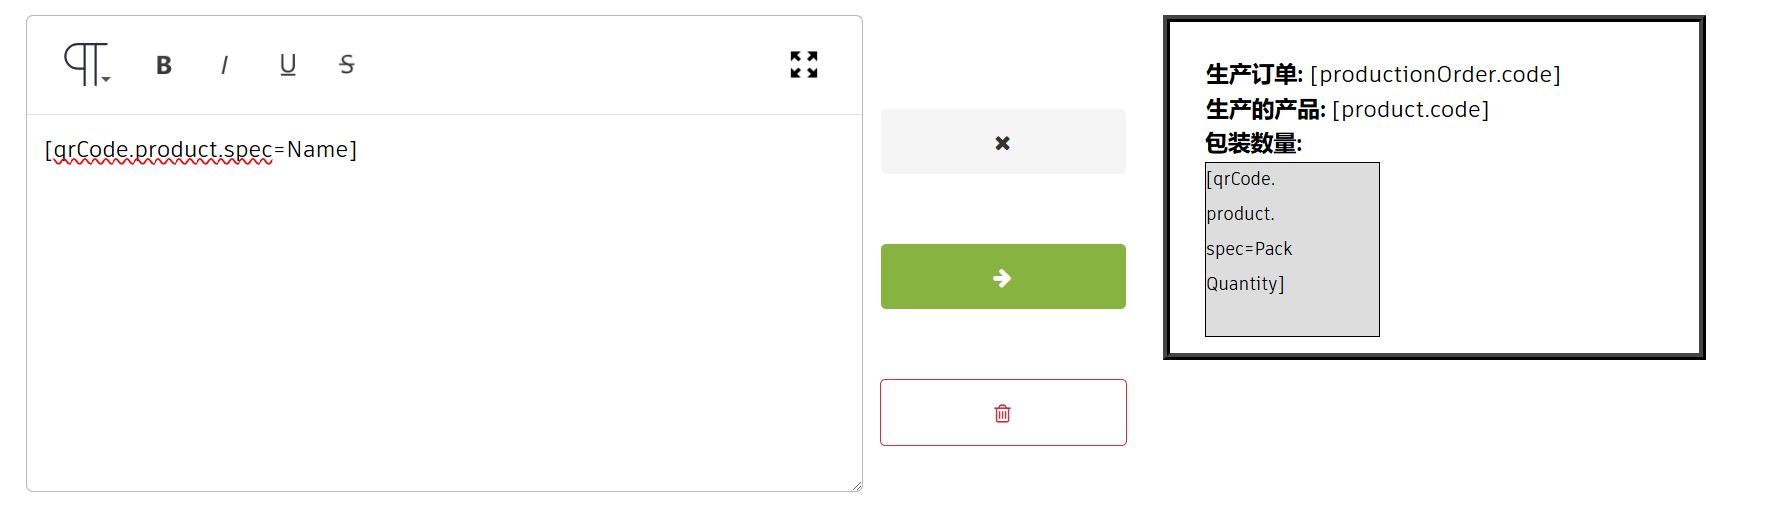 B I U S
[qrCode.product.spec=Name]
生产订单: [productionOrder.code]
生产的产品: [product.code]
包装数量:
[qrCode.
product.
spec=Pack
Quantity]